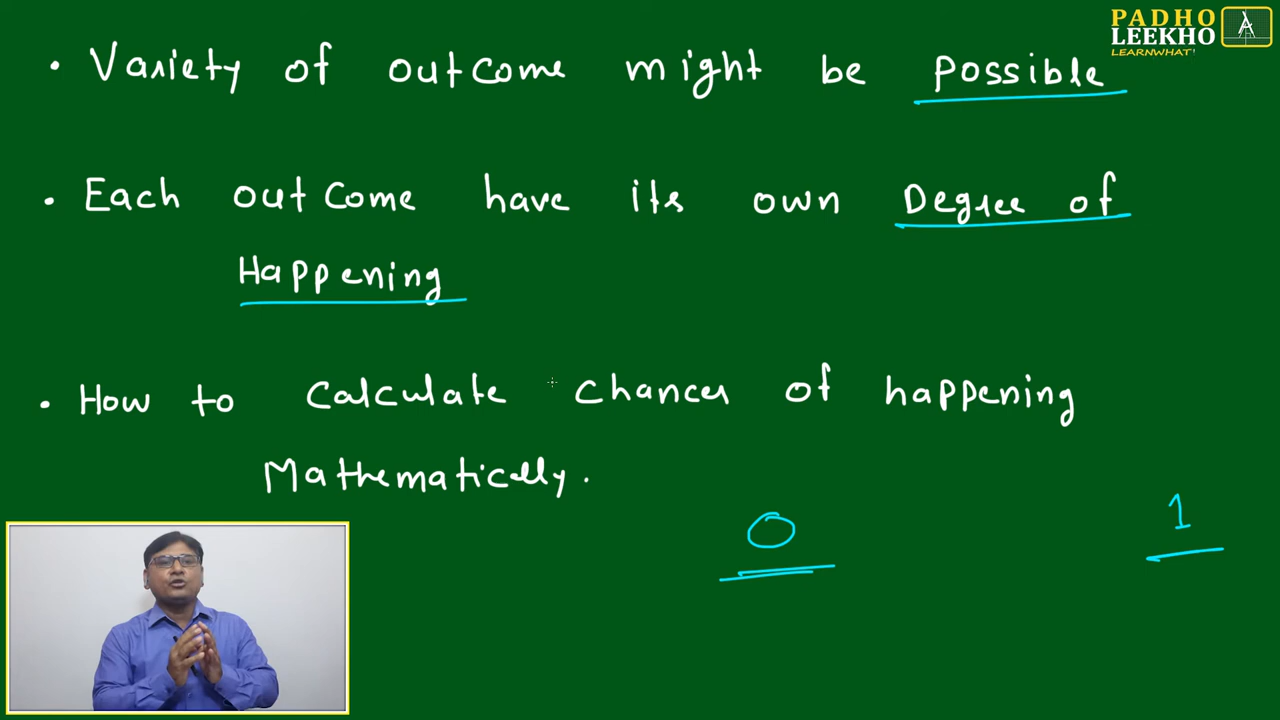 PADHO
LEEKHO
LEARNWHAT!
• Variety of outcome might be possible
• Each outcome have its own Degree of
Happening
• How to calculate chances of happening
Mathematically.
0 1